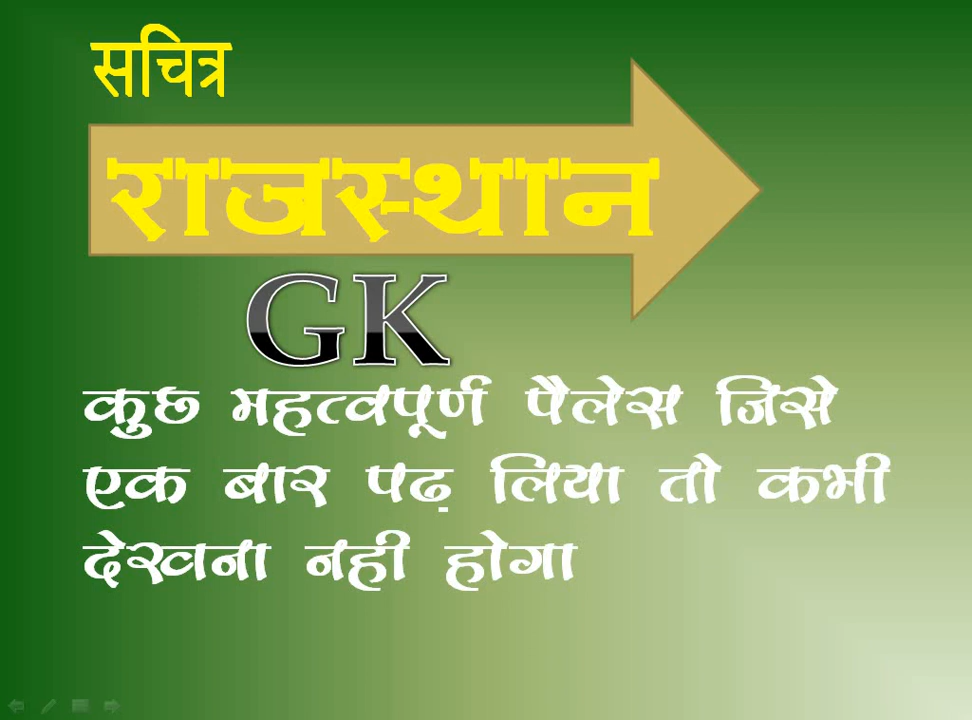 सचित्र
राजस्थान
GK
कुछ महत्वपूर्ण पैलेस जिसे
एक बार पढ़ लिया तो कभी
देखना नही होगा